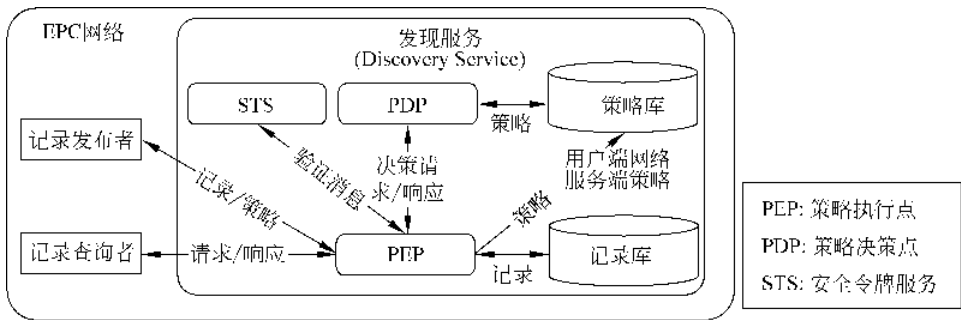 EPC网络
发现服务
(Discovery Service)
STS
PDP
策略
策略库
记录发布者
验证消息
决策请
求/响应
用户端网络
服务端策略
记录/策略
策略
记录查询者
请求/响应
PEP
记录
记录库
PEP: 策略执行点
PDP: 策略决策点
STS: 安全令牌服务